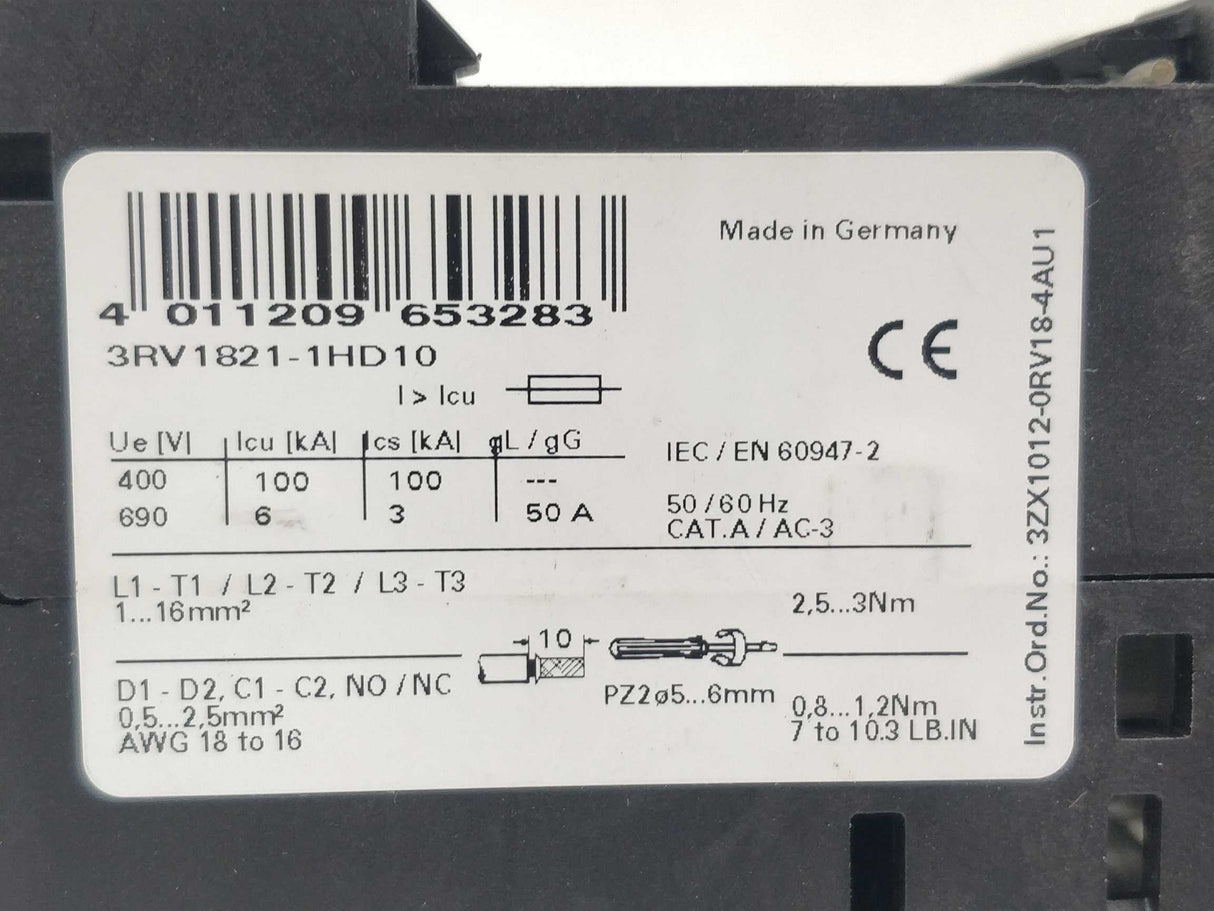 4 011209 653283
Made in Germany
3RV1821-1HD10
CE
I > Icu
Ue [V] Icu [kA] Ics [kA] gL / gG
400 100 100 ---
690 6 3 50 A
IEC / EN 60947-2
50 / 60 Hz
CAT.A / AC-3
L1 - T1 / L2 - T2 / L3 - T3
1...16mm²
2,5...3Nm
10
PZ2ø5...6mm
D1 - D2, C1 - C2, NO / NC
0,5...2,5mm²
AWG 18 to 16
0,8...1,2Nm
7 to 10.3 LB.IN
Instr.Ord.No.: 3ZX1012-0RV18-4AU1